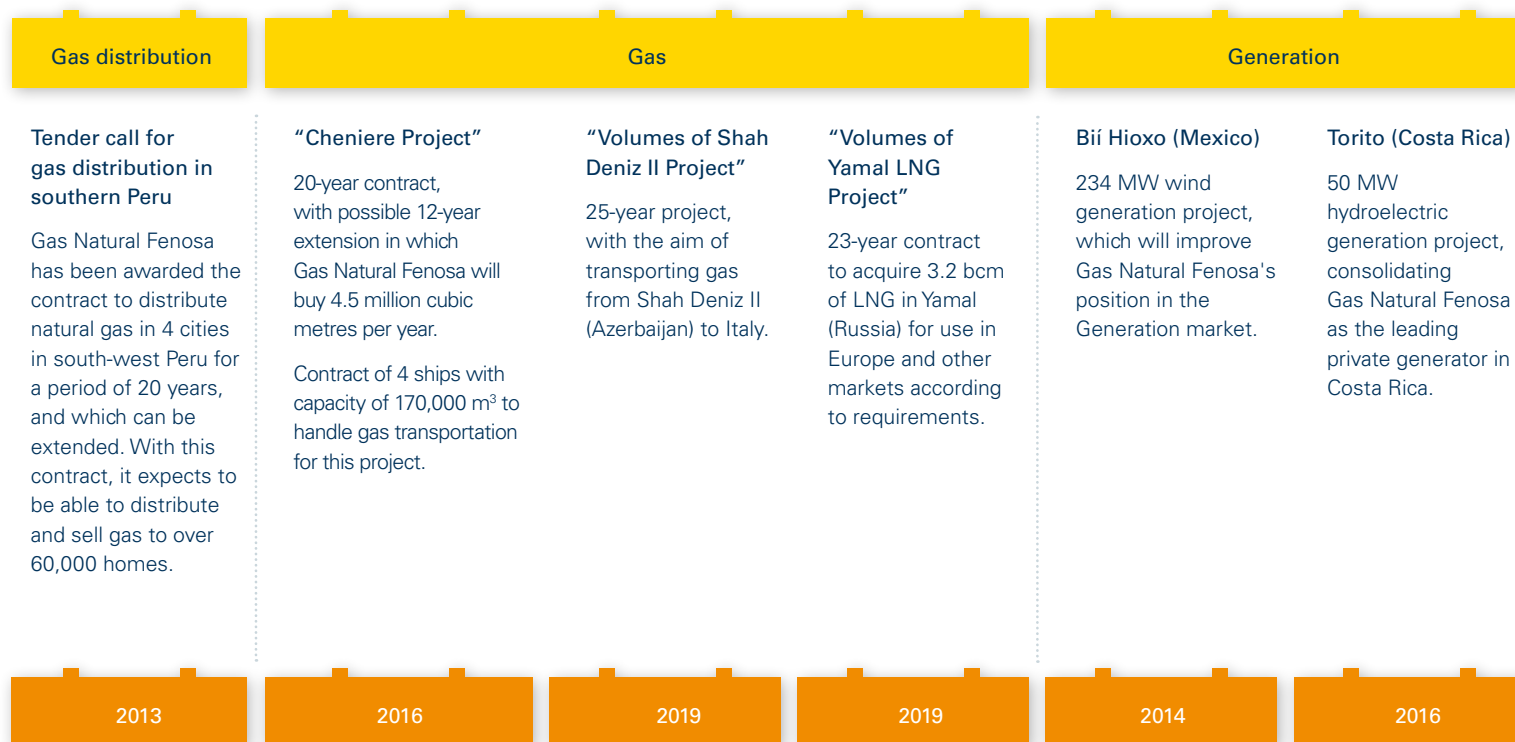 Gas distribution
Gas
Generation
Tender call for
gas distribution in
southern Peru
Gas Natural Fenosa
has been awarded the
contract to distribute
natural gas in 4 cities
in south-west Peru for
a period of 20 years,
and which can be
extended. With this
contract, it expects to
be able to distribute
and sell gas to over
60,000 homes.
“Cheniere Project”
20-year contract,
with possible 12-year
extension in which
Gas Natural Fenosa will
buy 4.5 million cubic
metres per year.
Contract of 4 ships with
capacity of 170,000 m³ to
handle gas transportation
for this project.
“Volumes of Shah
Deniz II Project”
25-year project,
with the aim of
transporting gas
from Shah Deniz II
(Azerbaijan) to Italy.
“Volumes of
Yamal LNG
Project”
23-year contract
to acquire 3.2 bcm
of LNG in Yamal
(Russia) for use in
Europe and other
markets according
to requirements.
Bií Hioxo (Mexico)
234 MW wind
generation project,
which will improve
Gas Natural Fenosa's
position in the
Generation market.
Torito (Costa Rica)
50 MW
hydroelectric
generation project,
consolidating
Gas Natural Fenosa
as the leading
private generator in
Costa Rica.
2013
2016
2019
2019
2014
2016